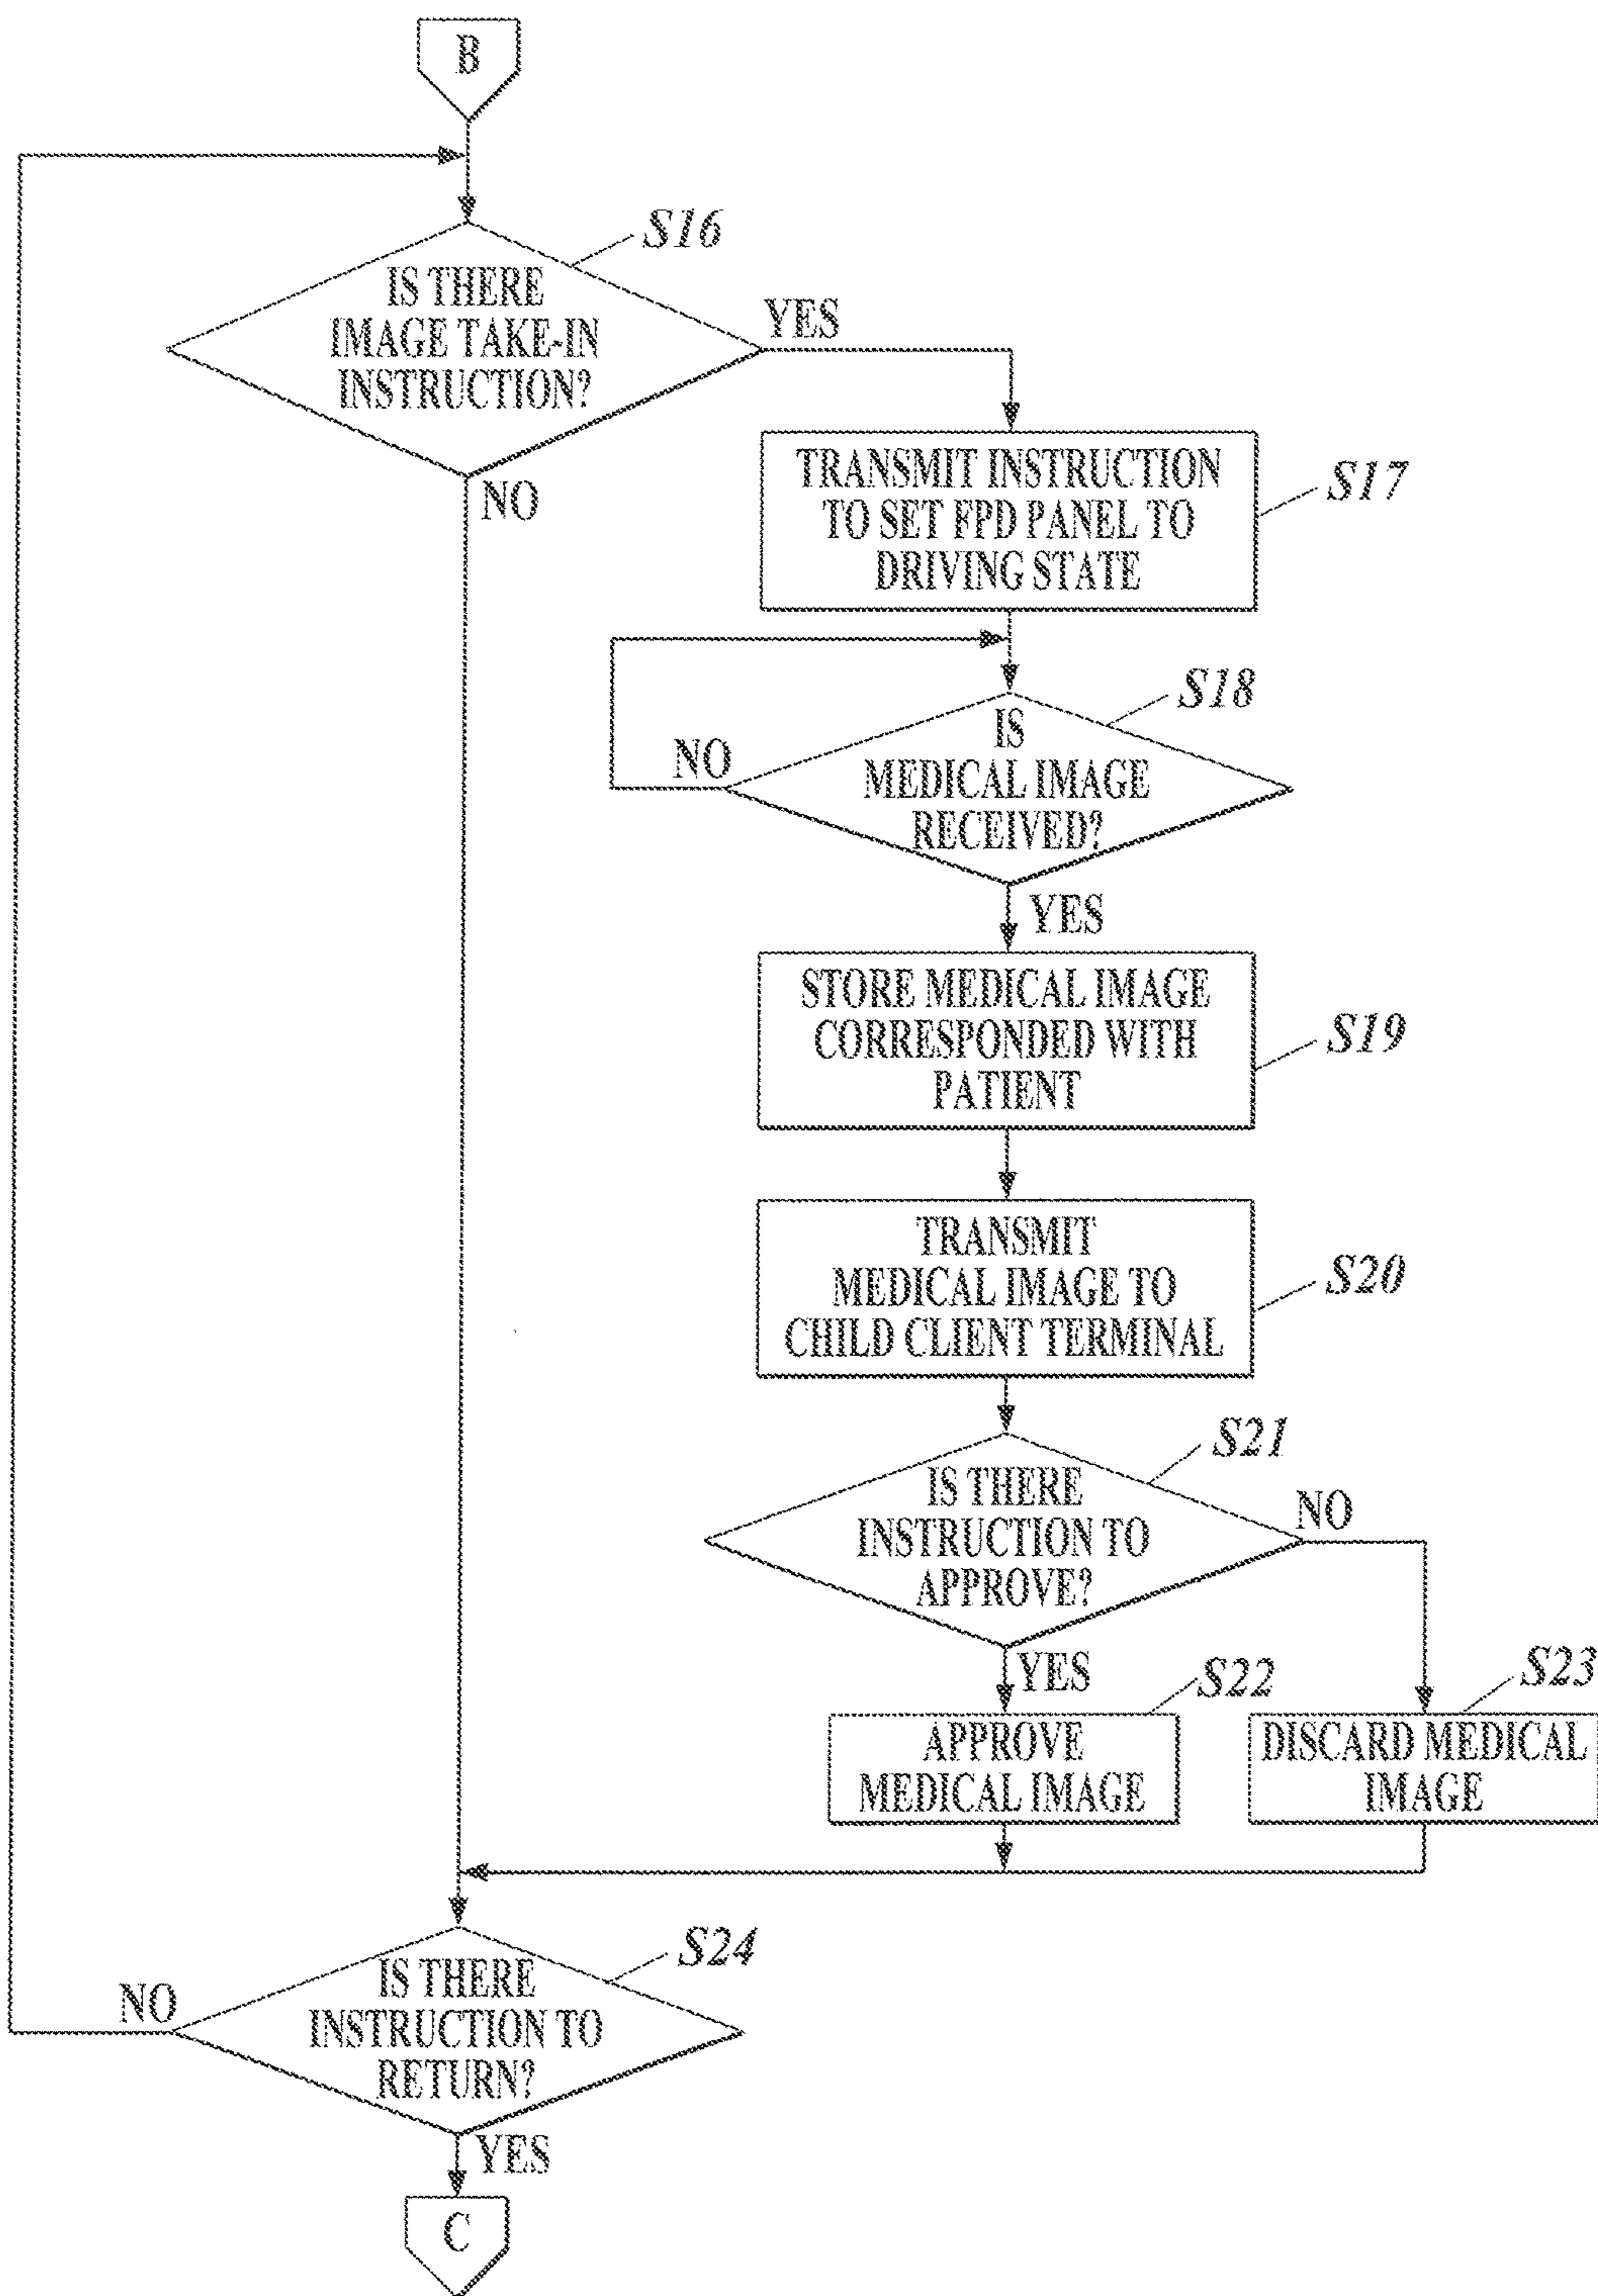 B
S16
IS THERE
IMAGE TAKE-IN
INSTRUCTION?
YES
NO
TRANSMIT INSTRUCTION
TO SET FPD PANEL TO
DRIVING STATE
S17
S18
IS
MEDICAL IMAGE
RECEIVED?
NO
YES
STORE MEDICAL IMAGE
CORRESPONDED WITH
PATIENT
S19
TRANSMIT
MEDICAL IMAGE TO
CHILD CLIENT TERMINAL
S20
S21
IS THERE
INSTRUCTION TO
APPROVE?
NO
YES
S22
APPROVE
MEDICAL IMAGE
S23
DISCARD MEDICAL
IMAGE
S24
IS THERE
INSTRUCTION TO
RETURN?
NO
YES
C